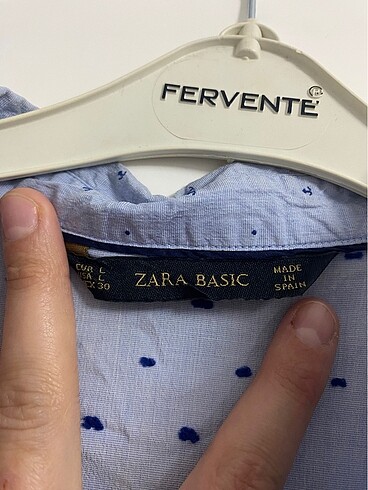 FERVENTE
EUR L
USA L
MEX 30
ZARA BASIC
MADE
IN
SPAIN